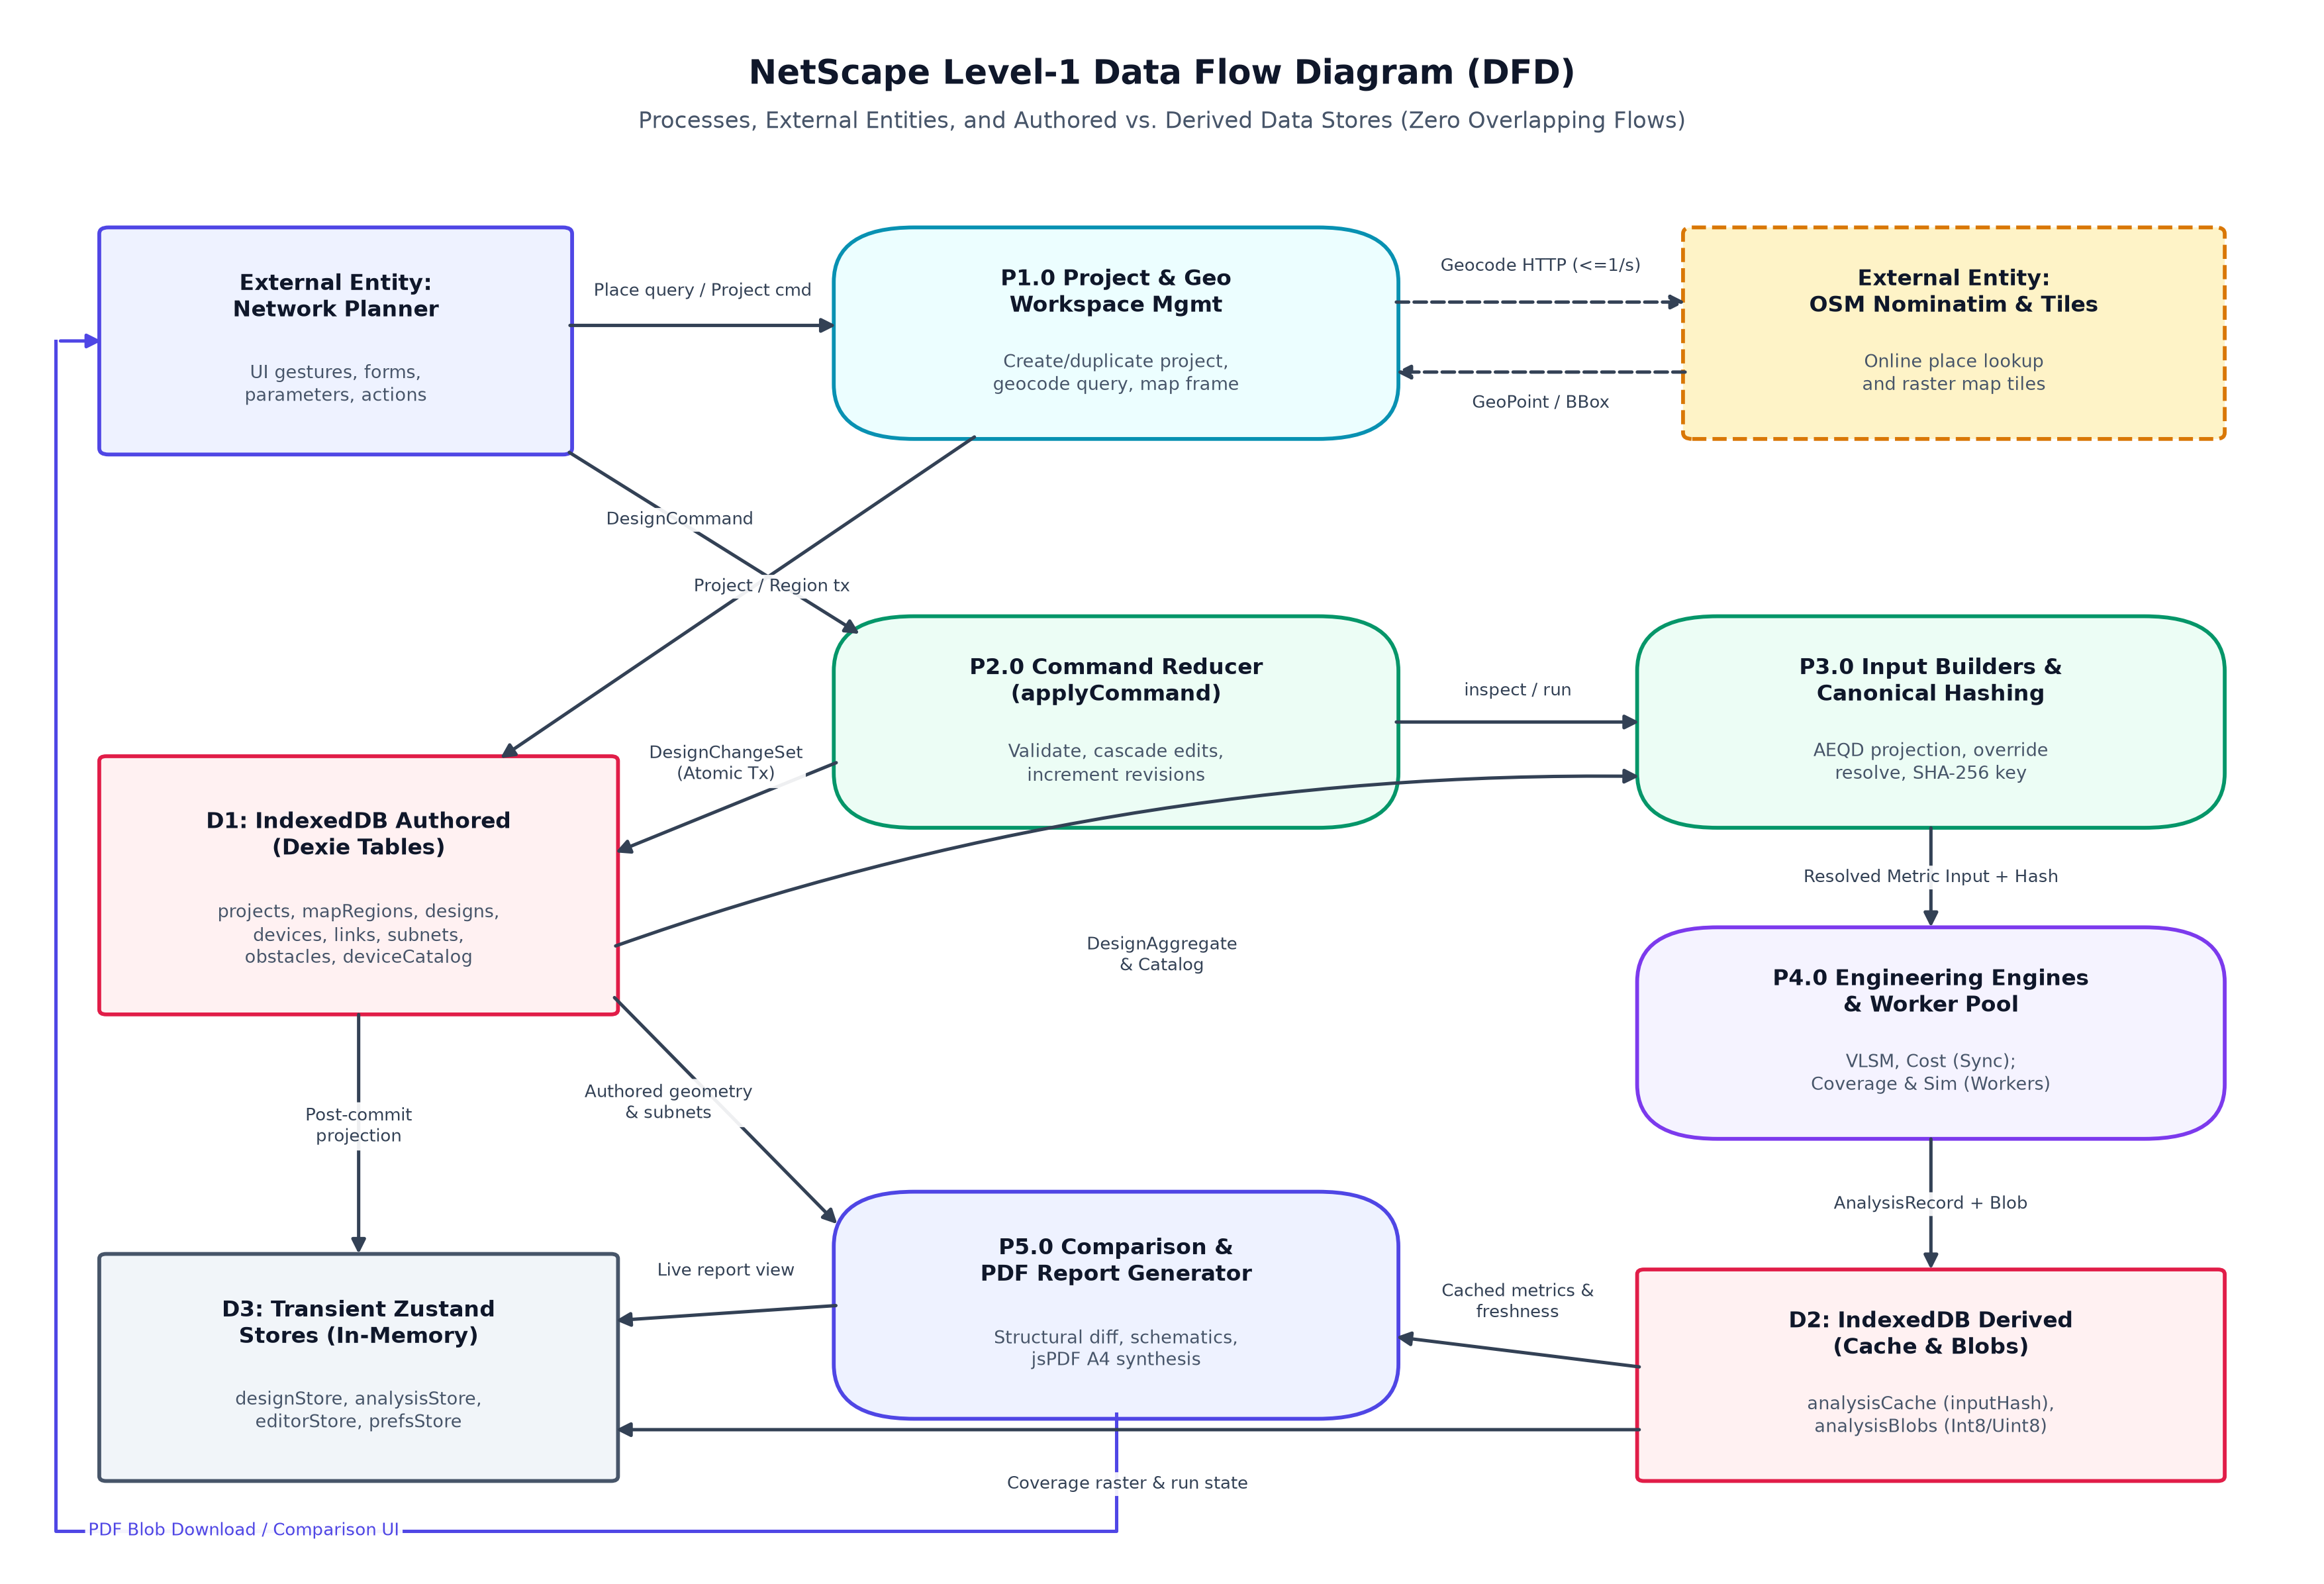 NetScape Level-1 Data Flow Diagram (DFD)
Processes, External Entities, and Authored vs. Derived Data Stores (Zero Overlapping Flows)
External Entity:
Network Planner
UI gestures, forms,
parameters, actions
Place query / Project cmd
P1.0 Project & Geo
Workspace Mgmt
Create/duplicate project,
geocode query, map frame
Geocode HTTP (<=1/s)
GeoPoint / BBox
External Entity:
OSM Nominatim & Tiles
Online place lookup
and raster map tiles
DesignCommand
Project / Region tx
P2.0 Command Reducer
(applyCommand)
Validate, cascade edits,
increment revisions
inspect / run
P3.0 Input Builders &
Canonical Hashing
AEQD projection, override
resolve, SHA-256 key
DesignChangeSet
(Atomic Tx)
D1: IndexedDB Authored
(Dexie Tables)
projects, mapRegions, designs,
devices, links, subnets,
obstacles, deviceCatalog
DesignAggregate
& Catalog
Resolved Metric Input + Hash
P4.0 Engineering Engines
& Worker Pool
VLSM, Cost (Sync);
Coverage & Sim (Workers)
Post-commit
projection
Authored geometry
& subnets
AnalysisRecord + Blob
D3: Transient Zustand
Stores (In-Memory)
designStore, analysisStore,
editorStore, prefsStore
Live report view
P5.0 Comparison &
PDF Report Generator
Structural diff, schematics,
jsPDF A4 synthesis
Cached metrics &
freshness
D2: IndexedDB Derived
(Cache & Blobs)
analysisCache (inputHash),
analysisBlobs (Int8/Uint8)
Coverage raster & run state
PDF Blob Download / Comparison UI